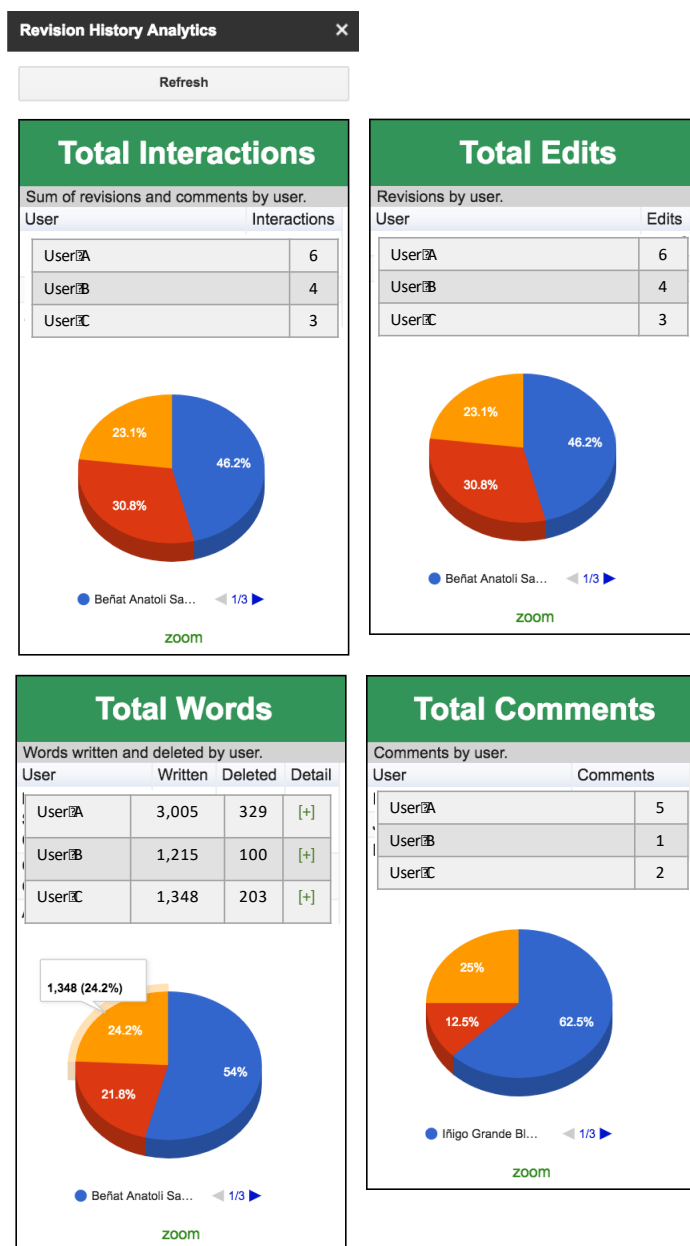 Revision History Analytics ×
Refresh
Total Interactions
Sum of revisions and comments by user.
User Interactions
User A 6
User B 4
User C 3
23.1%
46.2%
30.8%
Beñat Anatoli Sa... ◀ 1/3 ▶
zoom
Total Edits
Revisions by user.
User Edits
User A 6
User B 4
User C 3
23.1%
46.2%
30.8%
Beñat Anatoli Sa... ◀ 1/3 ▶
zoom
Total Words
Words written and deleted by user.
User Written Deleted Detail
User A 3,005 329 [+]
User B 1,215 100 [+]
User C 1,348 203 [+]
1,348 (24.2%)
24.2%
54%
21.8%
Beñat Anatoli Sa... ◀ 1/3 ▶
zoom
Total Comments
Comments by user.
User Comments
User A 5
User B 1
User C 2
25%
12.5%
62.5%
Iñigo Grande Bl... ◀ 1/3 ▶
zoom